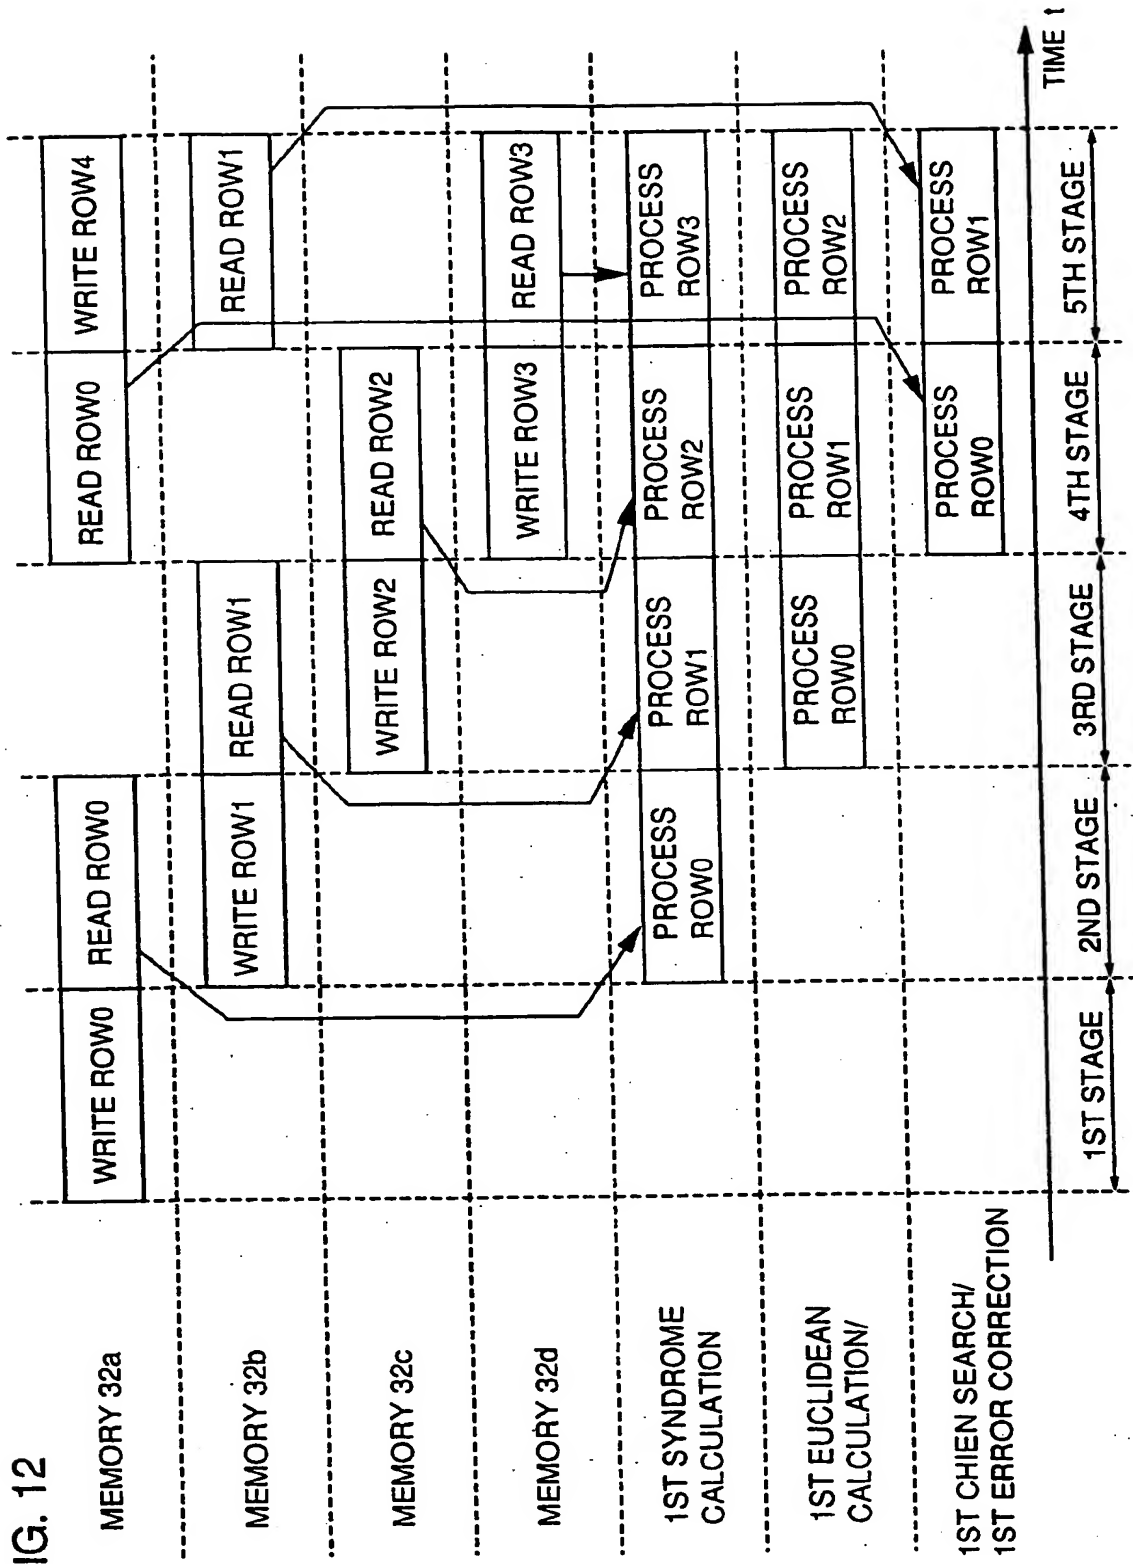 IG. 12
MEMORY 32a
WRITE ROW0
READ ROW0
READ ROW0
WRITE ROW4
MEMORY 32b
WRITE ROW1
READ ROW1
READ ROW1
MEMORY 32c
WRITE ROW2
READ ROW2
MEMORY 32d
WRITE ROW3
READ ROW3
1ST SYNDROME
CALCULATION
PROCESS
ROW0
PROCESS
ROW1
PROCESS
ROW2
PROCESS
ROW3
1ST EUCLIDEAN
CALCULATION/
PROCESS
ROW0
PROCESS
ROW1
PROCESS
ROW2
1ST CHIEN SEARCH/
1ST ERROR CORRECTION
PROCESS
ROW0
PROCESS
ROW1
TIME t
1ST STAGE
2ND STAGE
3RD STAGE
4TH STAGE
5TH STAGE